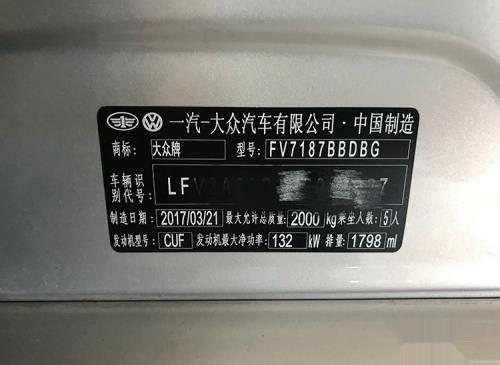 一汽-大众汽车有限公司·中国制造
商标: 大众牌 型号: FV7187BBDBG
车辆识别代号: LFV2A
制造日期: 2017/03/21 最大允许总质量: 2000 kg 乘坐人数: 5 人
发动机型号: CUF 发动机最大净功率: 132 kW 排量: 1798 ml